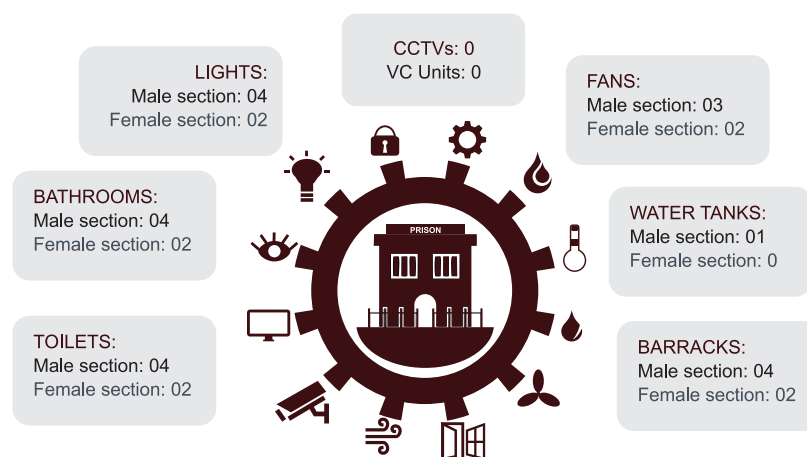 CCTVs: 0
VC Units: 0
LIGHTS:
Male section: 04
Female section: 02
FANS:
Male section: 03
Female section: 02
BATHROOMS:
Male section: 04
Female section: 02
WATER TANKS:
Male section: 01
Female section: 0
PRISON
TOILETS:
Male section: 04
Female section: 02
BARRACKS:
Male section: 04
Female section: 02